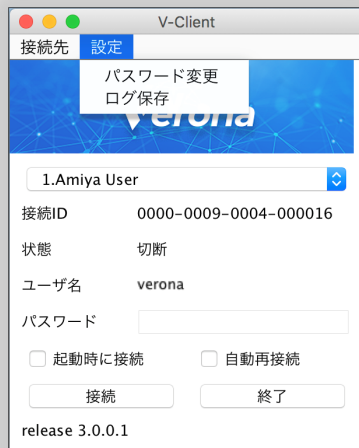 V-Client
接続先 設定
パスワード変更
ログ保存
verona
1.Amiya User
接続ID 0000-0009-0004-000016
状態 切断
ユーザ名 verona
パスワード
起動時に接続 自動再接続
接続 終了
release 3.0.0.1